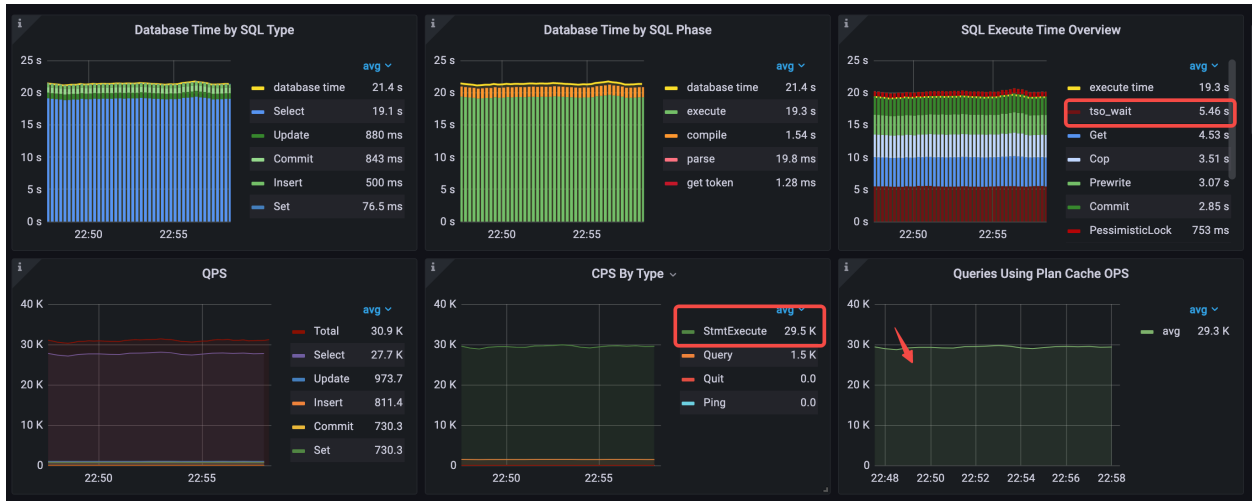 i
Database Time by SQL Type
25 s
20 s
15 s
10 s
5 s
0 s
22:50
22:55
avg
database time 21.4 s
Select 19.1 s
Update 880 ms
Commit 843 ms
Insert 500 ms
Set 76.5 ms
i
Database Time by SQL Phase
25 s
20 s
15 s
10 s
5 s
0 s
22:50
22:55
avg
database time 21.4 s
execute 19.3 s
compile 1.54 s
parse 19.8 ms
get token 1.28 ms
i
SQL Execute Time Overview
25 s
20 s
15 s
10 s
5 s
0 s
22:50
22:55
avg
execute time 19.3 s
tso_wait 5.46 s
Get 4.53 s
Cop 3.51 s
Prewrite 3.07 s
Commit 2.85 s
PessimisticLock 753 ms
i
QPS
40 K
30 K
20 K
10 K
0
22:50
22:55
avg
Total 30.9 K
Select 27.7 K
Update 973.7
Insert 811.4
Commit 730.3
Set 730.3
i
CPS By Type
40 K
30 K
20 K
10 K
0
22:50
22:55
avg
StmtExecute 29.5 K
Query 1.5 K
Quit 0.0
Ping 0.0
i
Queries Using Plan Cache OPS
40 K
30 K
20 K
10 K
0
22:48
22:50
22:52
22:54
22:56
22:58
avg
avg 29.3 K